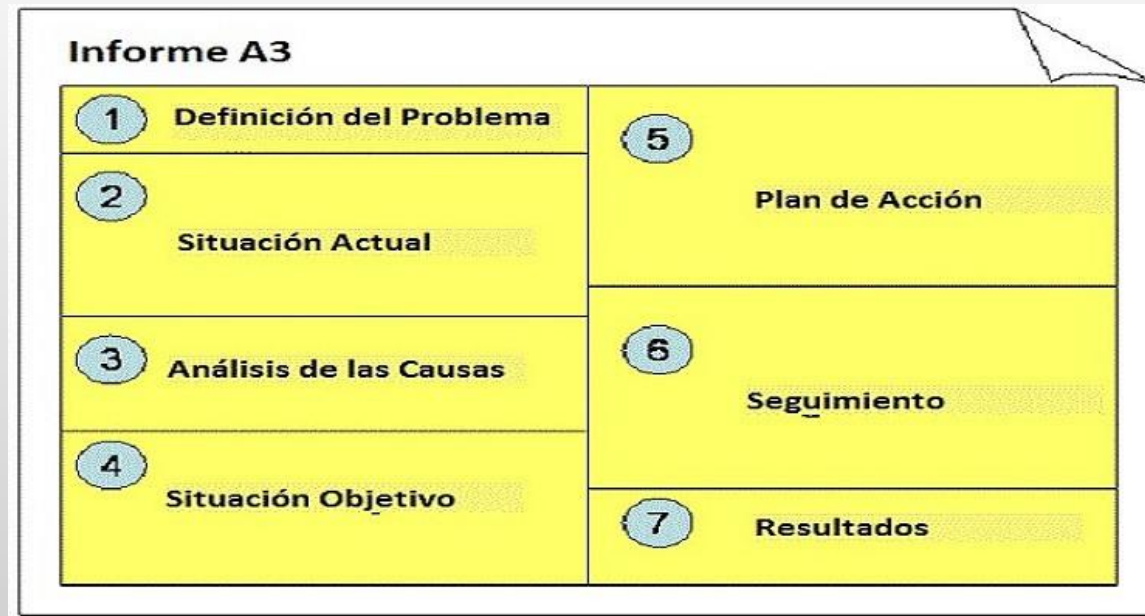 Informe A3
1 Definición del Problema
2
Situación Actual
3 Análisis de las Causas
4
Situación Objetivo
5
Plan de Acción
6
Seguimiento
7 Resultados